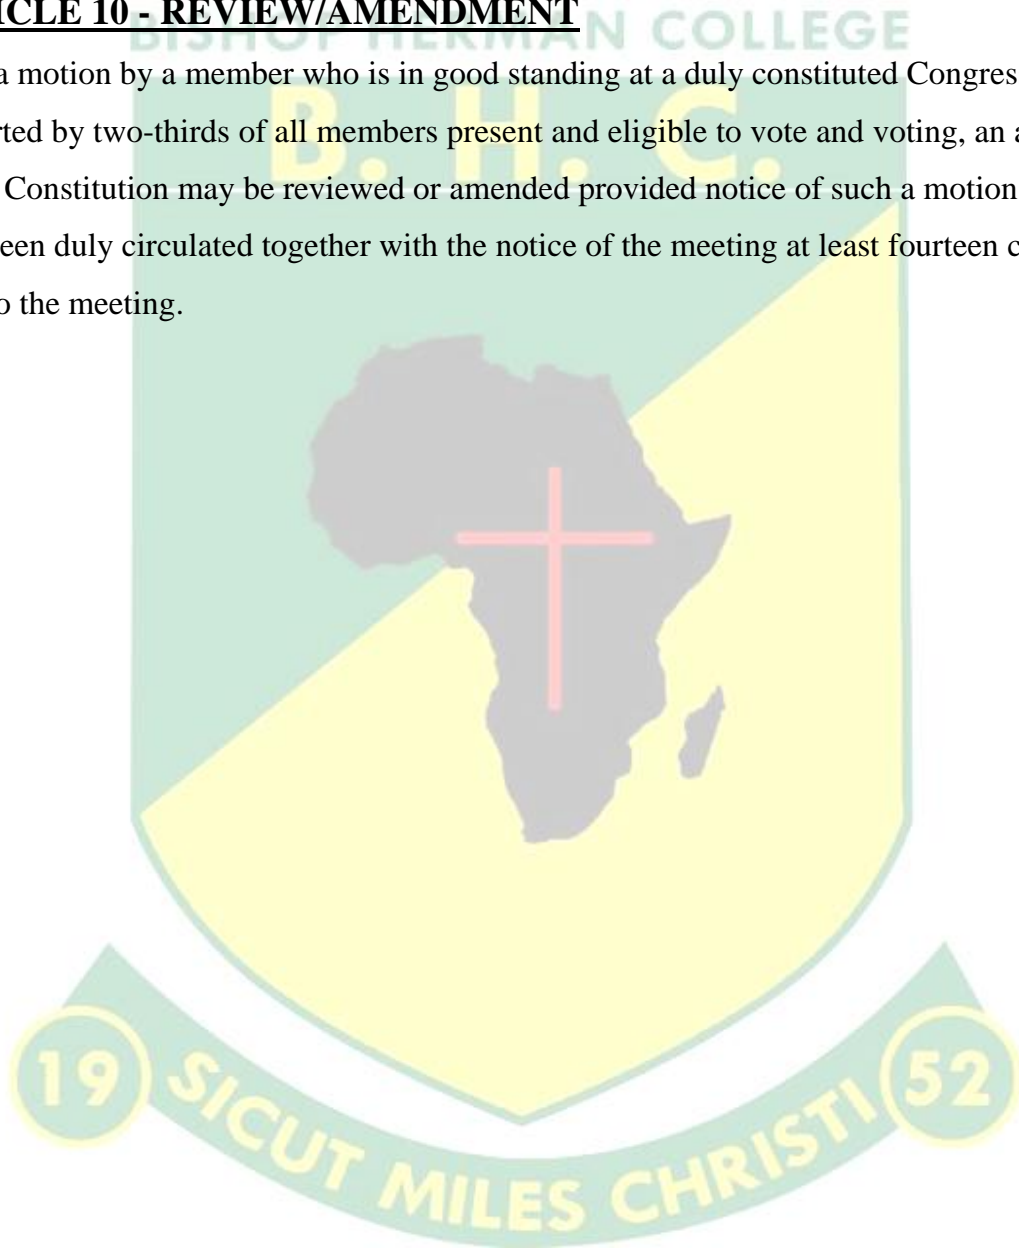 ICLE 10 - REVIEW/AMENDMENT
BISHOP HERMAN COLLEGE
a motion by a member who is in good standing at a duly constituted Congres
B. H. C.
rted by two-thirds of all members present and eligible to vote and voting, an a
Constitution may be reviewed or amended provided notice of such a motion
een duly circulated together with the notice of the meeting at least fourteen c
o the meeting.
19 SICUT MILES CHRISTI 52